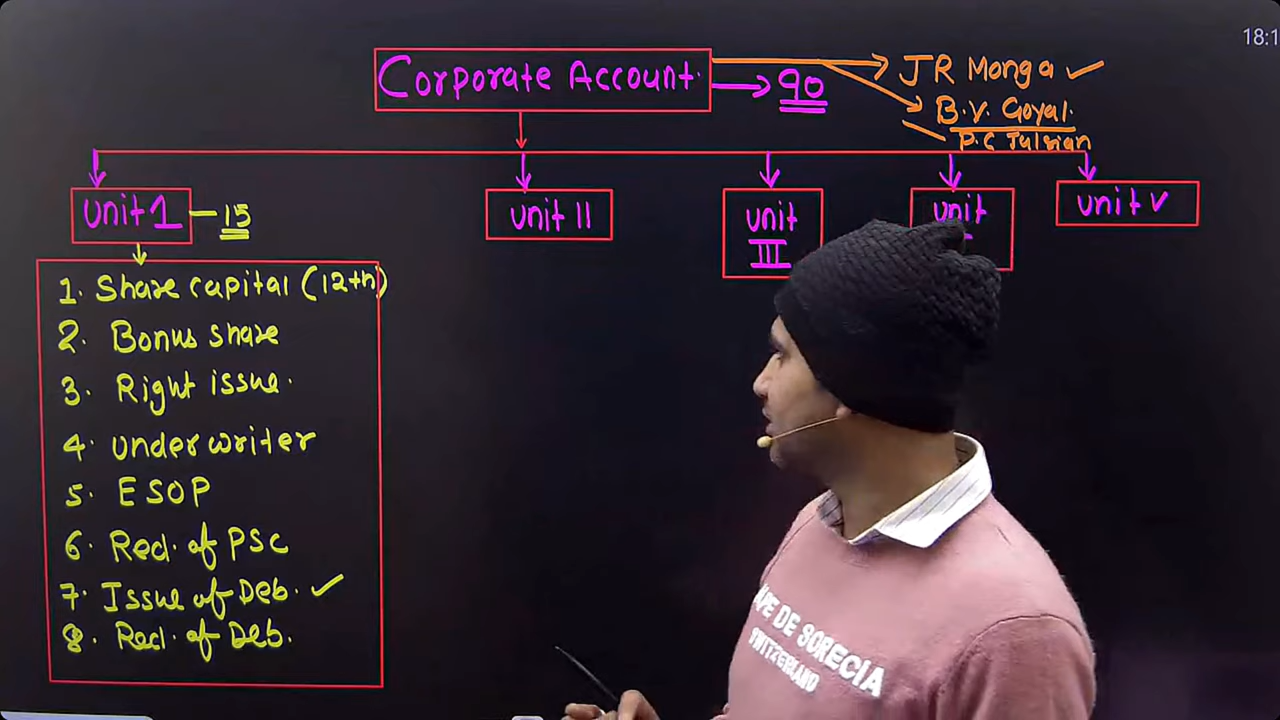 18:1
Corporate Account.
90
JR Monga
B.V. Goyal.
P.C Tulsian
unit 1
15
unit II
unit
III
unit
unit V
1. Share capital (12th)
2. Bonus share
3. Right issue.
4. underwriter
5. ESOP
6. Red. of PSC
7. Issue of Deb.
8. Red. of Deb.
DE SORECIA
SWITZERLAND